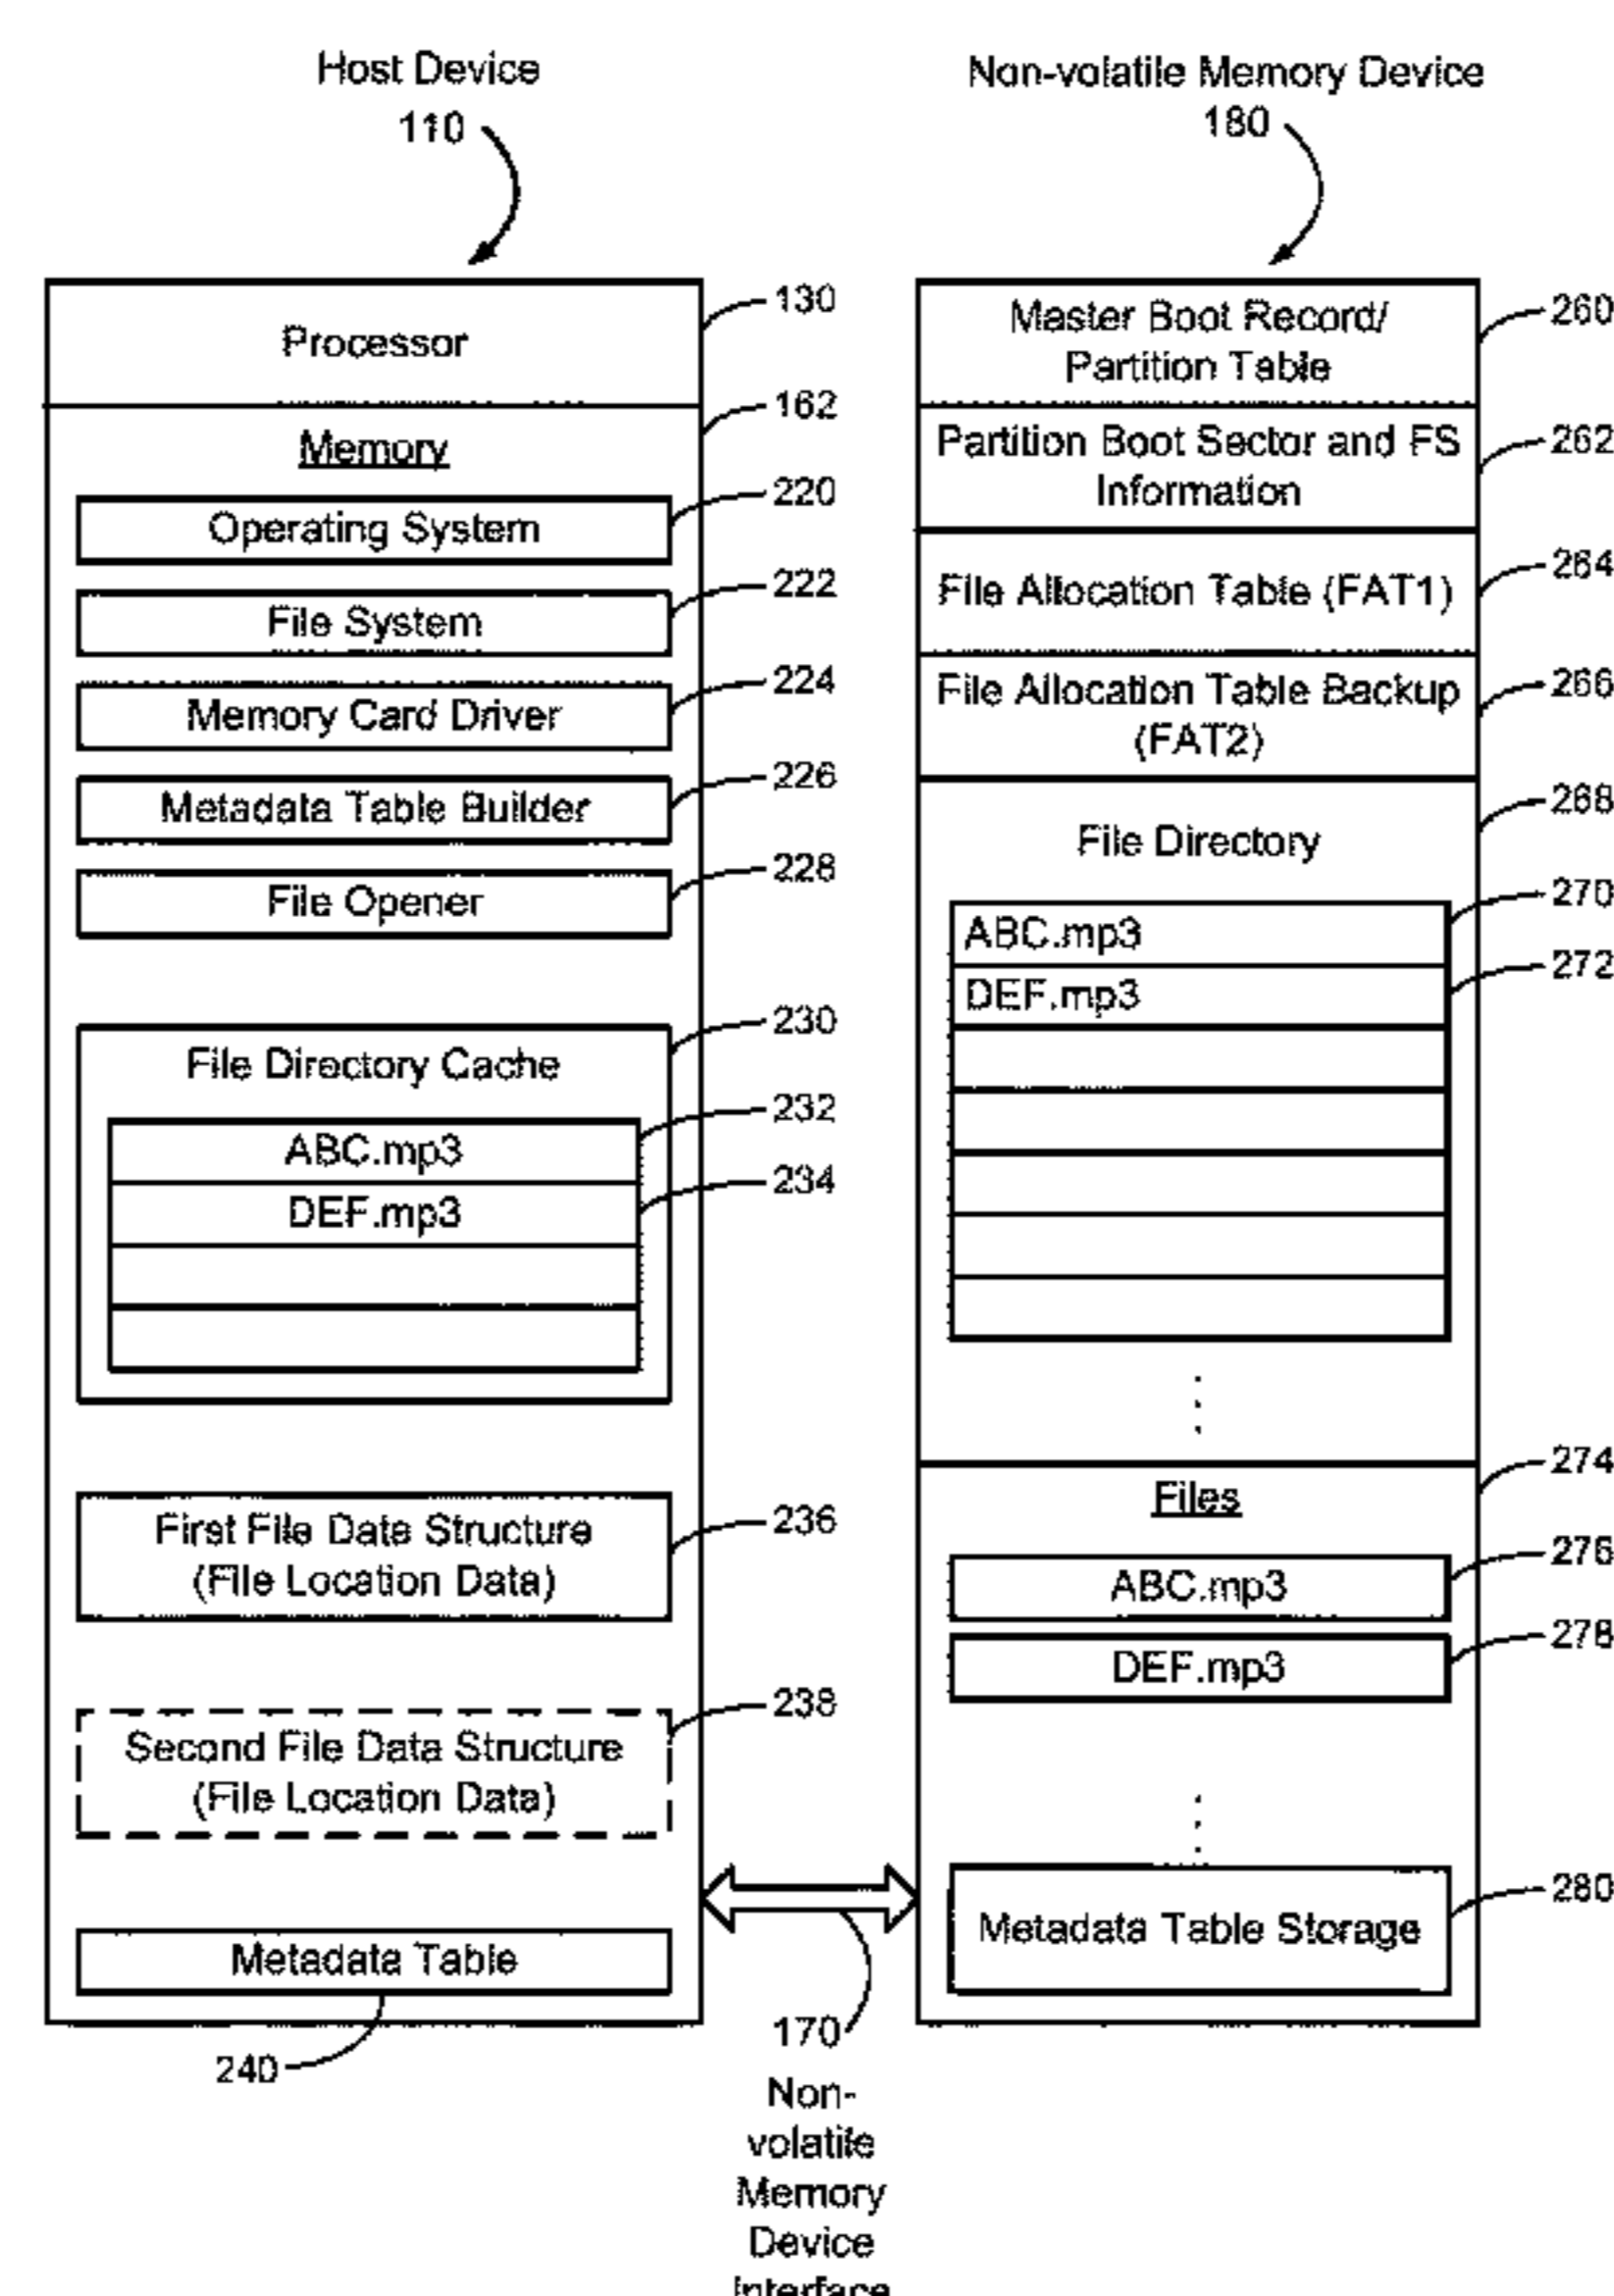 Host Device
110
Non-volatile Memory Device
180
Processor
130
Memory
162
Operating System
220
File System
222
Memory Card Driver
224
Metadata Table Builder
226
File Opener
228
File Directory Cache
230
ABC.mp3
232
DEF.mp3
234
First File Data Structure
(File Location Data)
236
Second File Data Structure
(File Location Data)
238
Metadata Table
240
Master Boot Record/
Partition Table
260
Partition Boot Sector and FS
Information
262
File Allocation Table (FAT1)
264
File Allocation Table Backup
(FAT2)
266
File Directory
268
ABC.mp3
270
DEF.mp3
272
Files
274
ABC.mp3
276
DEF.mp3
278
Metadata Table Storage
280
170
Non-
volatile
Memory
Device
Interface